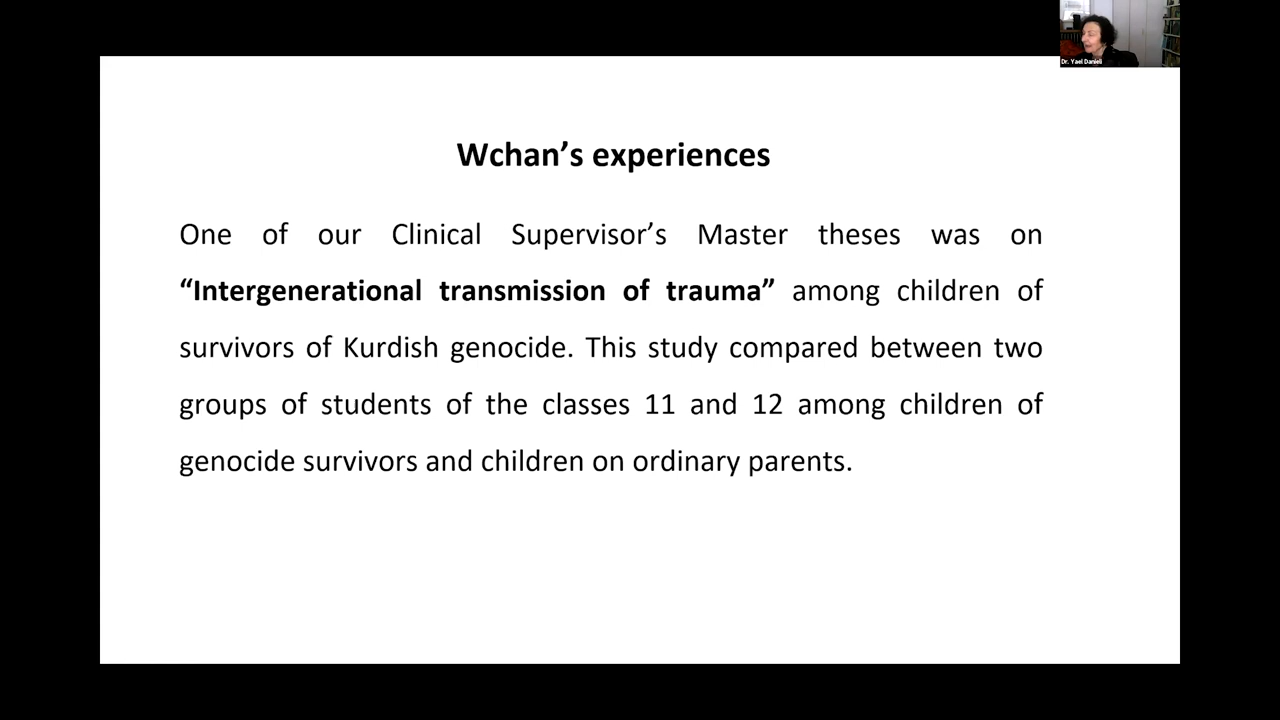 Dr. Yael Danieli
Wchan’s experiences
One of our Clinical Supervisor’s Master theses was on
“Intergenerational transmission of trauma” among children of
survivors of Kurdish genocide. This study compared between two
groups of students of the classes 11 and 12 among children of
genocide survivors and children on ordinary parents.